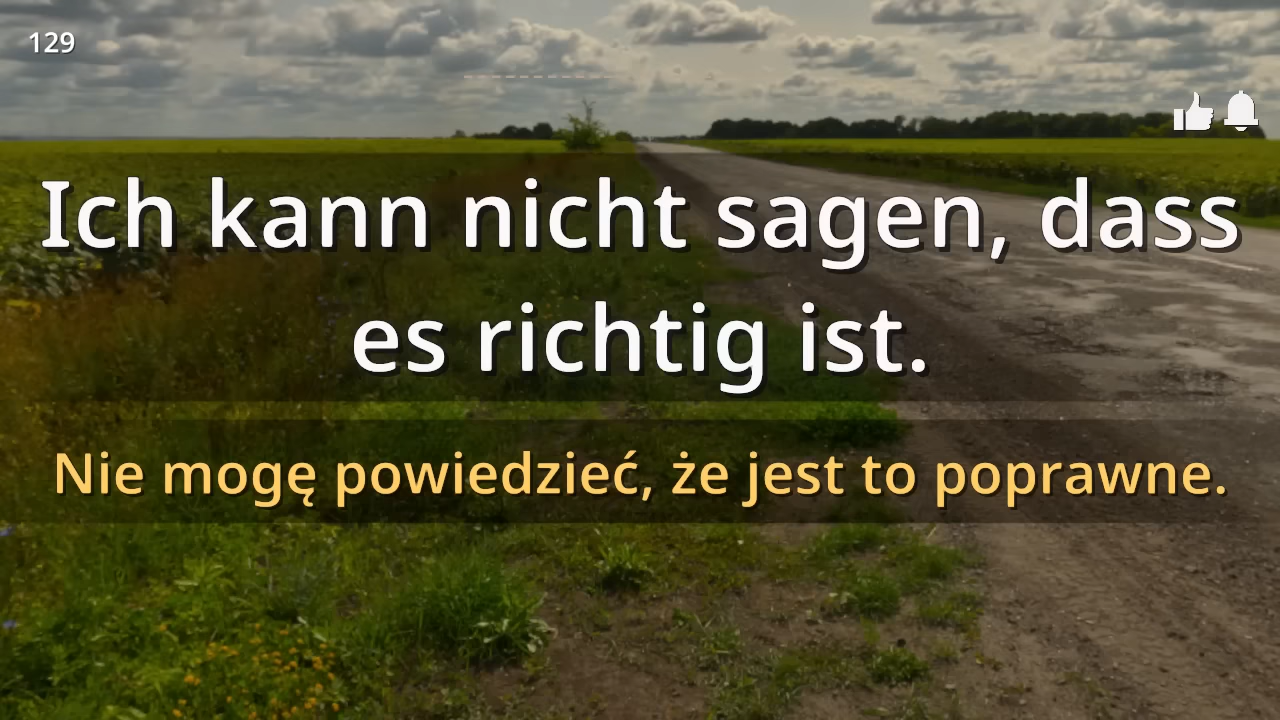 129
Ich kann nicht sagen, dass
es richtig ist.
Nie mogę powiedzieć, że jest to poprawne.